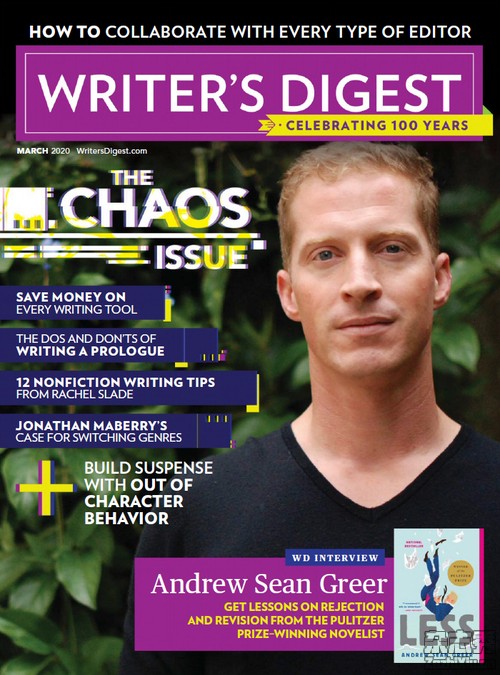 HOW TO COLLABORATE WITH EVERY TYPE OF EDITOR
WRITER'S DIGEST
CELEBRATING 100 YEARS
MARCH 2020 WritersDigest.com
THE
CHAOS
ISSUE
SAVE MONEY ON
EVERY WRITING TOOL
THE DOS AND DON'TS OF
WRITING A PROLOGUE
12 NONFICTION WRITING TIPS
FROM RACHEL SLADE
JONATHAN MABERRY'S
CASE FOR SWITCHING GENRES
+ BUILD SUSPENSE
WITH OUT OF
CHARACTER
BEHAVIOR
WD INTERVIEW
Andrew Sean Greer
GET LESSONS ON REJECTION
AND REVISION FROM THE PULITZER
PRIZE-WINNING NOVELIST
LESS